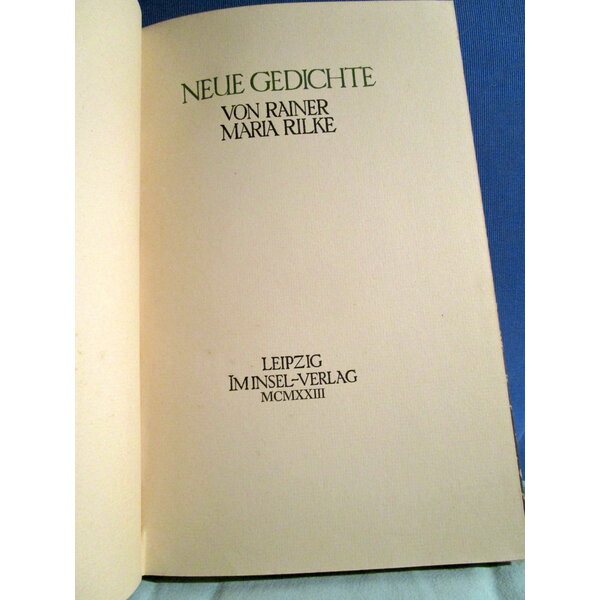 NEUE GEDICHTE
VON RAINER
MARIA RILKE
LEIPZIG
IM INSEL-VERLAG
MCMXXIII